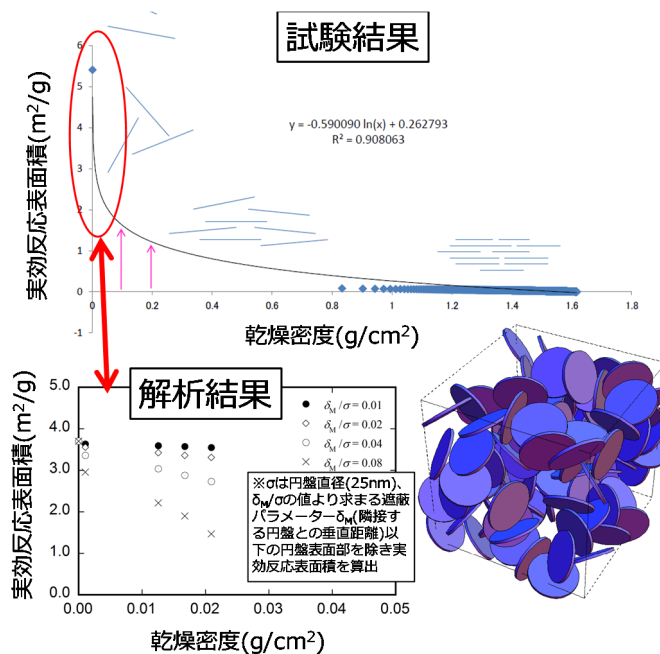 試験結果
実効反応表面積(m²/g)
6
5
4
3
2
1
0
-1
y = -0.590090 ln(x) + 0.262793
R² = 0.908063
0
0.2
0.4
0.6
0.8
1
1.2
1.4
1.6
1.8
乾燥密度(g/cm²)
解析結果
実効反応表面積(m²/g)
5.0
4.0
3.0
2.0
1.0
0.0
δM/σ = 0.01
δM/σ = 0.02
δM/σ = 0.04
δM/σ = 0.08
※σは円盤直径(25nm)、
δM/σの値より求まる遮蔽
パラメーターδM(隣接す
る円盤との垂直距離)以
下の円盤表面部を除き実
効反応表面積を算出
0.00
0.01
0.02
0.03
0.04
0.05
乾燥密度(g/cm²)